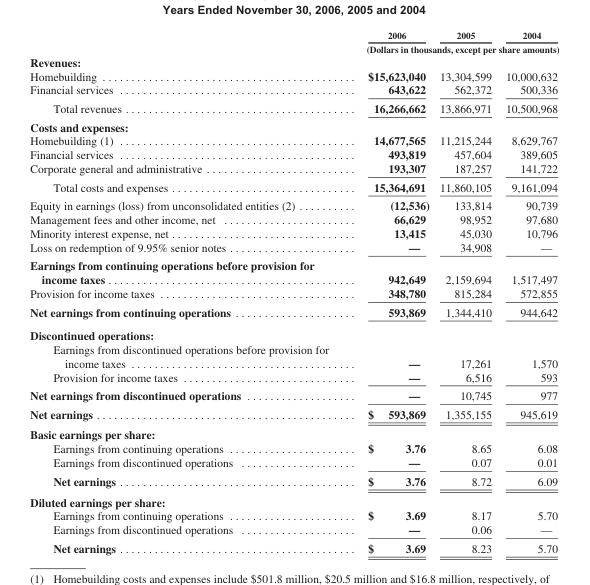 Years Ended November 30, 2006, 2005 and 2004
2006 2005 2004
(Dollars in thousands, except per share amounts)
Revenues:
Homebuilding . . . . . . . . . . . . . . . . . . . . . . . . . . . . . . . . . . . . . . . . $15,623,040 13,304,599 10,000,632
Financial services . . . . . . . . . . . . . . . . . . . . . . . . . . . . . . . . . . . . . 643,622 562,372 500,336
Total revenues . . . . . . . . . . . . . . . . . . . . . . . . . . . . . . . . . . . . . 16,266,662 13,866,971 10,500,968
Costs and expenses:
Homebuilding (1) . . . . . . . . . . . . . . . . . . . . . . . . . . . . . . . . . . . . . 14,677,565 11,215,244 8,629,767
Financial services . . . . . . . . . . . . . . . . . . . . . . . . . . . . . . . . . . . . . 493,819 457,604 389,605
Corporate general and administrative . . . . . . . . . . . . . . . . . . . . . . . . 193,307 187,257 141,722
Total costs and expenses . . . . . . . . . . . . . . . . . . . . . . . . . . . . . 15,364,691 11,860,105 9,161,094
Equity in earnings (loss) from unconsolidated entities (2) . . . . . . . . . . (12,536) 133,814 90,739
Management fees and other income, net . . . . . . . . . . . . . . . . . . . . . 66,629 98,952 97,680
Minority interest expense, net . . . . . . . . . . . . . . . . . . . . . . . . . . . . . 13,415 45,030 10,796
Loss on redemption of 9.95% senior notes . . . . . . . . . . . . . . . . . . . . — 34,908 —
Earnings from continuing operations before provision for
income taxes . . . . . . . . . . . . . . . . . . . . . . . . . . . . . . . . . . . . . . . 942,649 2,159,694 1,517,497
Provision for income taxes . . . . . . . . . . . . . . . . . . . . . . . . . . . . . . . 348,780 815,284 572,855
Net earnings from continuing operations . . . . . . . . . . . . . . . . . . . . 593,869 1,344,410 944,642
Discontinued operations:
Earnings from discontinued operations before provision for
income taxes . . . . . . . . . . . . . . . . . . . . . . . . . . . . . . . . . . . . — 17,261 1,570
Provision for income taxes . . . . . . . . . . . . . . . . . . . . . . . . . . . . — 6,516 593
Net earnings from discontinued operations . . . . . . . . . . . . . . . . . . — 10,745 977
Net earnings . . . . . . . . . . . . . . . . . . . . . . . . . . . . . . . . . . . . . . . . . $ 593,869 1,355,155 945,619
Basic earnings per share:
Earnings from continuing operations . . . . . . . . . . . . . . . . . . . . . $ 3.76 8.65 6.08
Earnings from discontinued operations . . . . . . . . . . . . . . . . . . . — 0.07 0.01
Net earnings . . . . . . . . . . . . . . . . . . . . . . . . . . . . . . . . . . . . . . $ 3.76 8.72 6.09
Diluted earnings per share:
Earnings from continuing operations . . . . . . . . . . . . . . . . . . . . . $ 3.69 8.17 5.70
Earnings from discontinued operations . . . . . . . . . . . . . . . . . . . — 0.06 —
Net earnings . . . . . . . . . . . . . . . . . . . . . . . . . . . . . . . . . . . . . . $ 3.69 8.23 5.70
(1) Homebuilding costs and expenses include $501.8 million, $20.5 million and $16.8 million, respectively, of